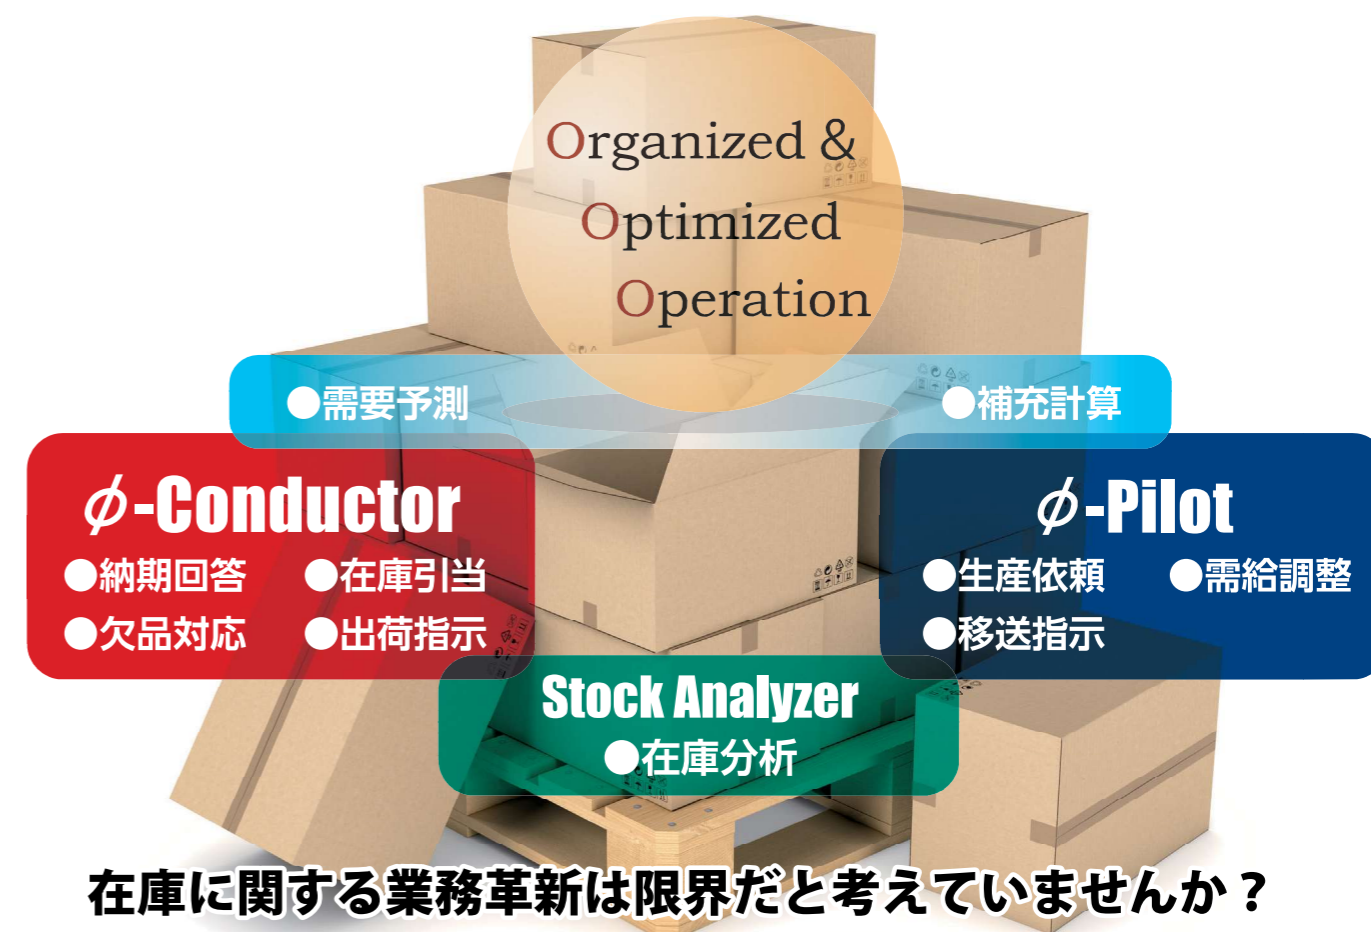 Organized &
Optimized
Operation
●需要予測
●補充計算
φ-Conductor
●納期回答 ●在庫引当
●欠品対応 ●出荷指示
φ-Pilot
●生産依頼 ●需給調整
●移送指示
Stock Analyzer
●在庫分析
在庫に関する業務革新は限界だと考えていませんか？